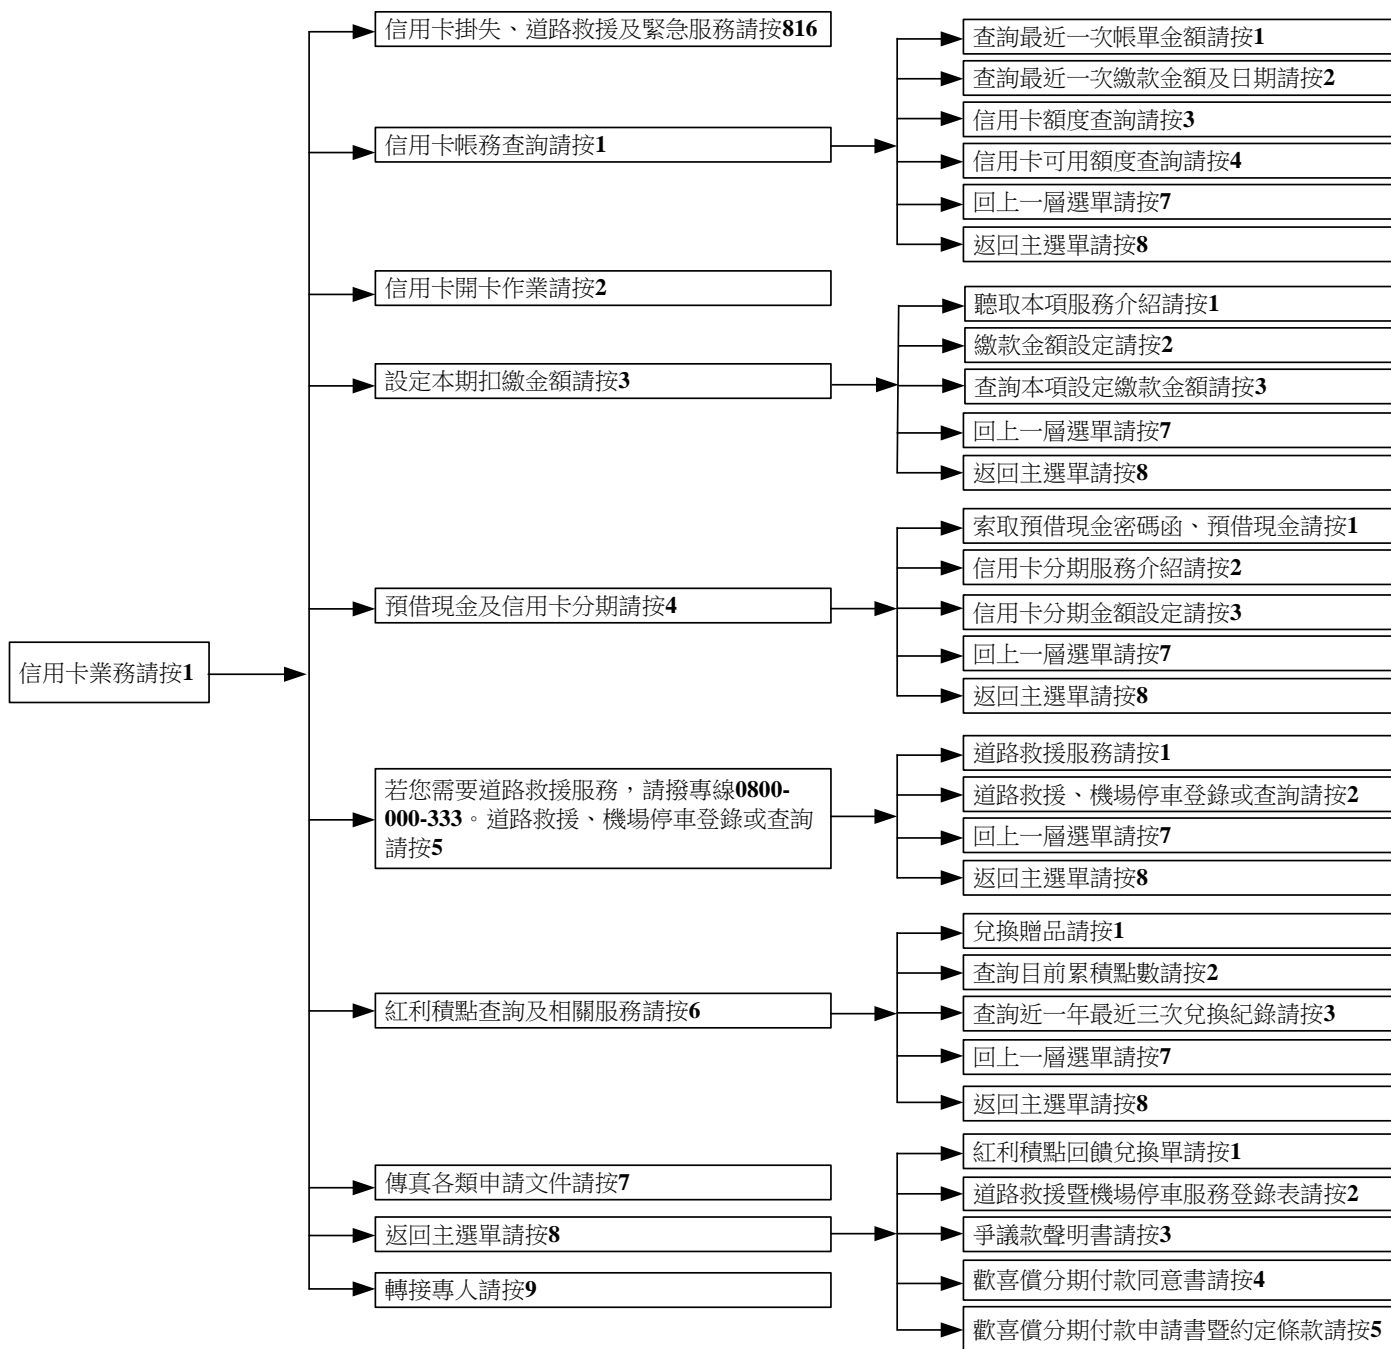 信用卡業務請按1
信用卡掛失、道路救援及緊急服務請按816
信用卡帳務查詢請按1
查詢最近一次帳單金額請按1
查詢最近一次繳款金額及日期請按2
信用卡額度查詢請按3
信用卡可用額度查詢請按4
回上一層選單請按7
返回主選單請按8
信用卡開卡作業請按2
設定本期扣繳金額請按3
聽取本項服務介紹請按1
繳款金額設定請按2
查詢本項設定繳款金額請按3
回上一層選單請按7
返回主選單請按8
預借現金及信用卡分期請按4
索取預借現金密碼函、預借現金請按1
信用卡分期服務介紹請按2
信用卡分期金額設定請按3
回上一層選單請按7
返回主選單請按8
若您需要道路救援服務，請撥專線0800-
000-333。道路救援、機場停車登錄或查詢
請按5
道路救援服務請按1
道路救援、機場停車登錄或查詢請按2
回上一層選單請按7
返回主選單請按8
紅利積點查詢及相關服務請按6
兌換贈品請按1
查詢目前累積點數請按2
查詢近一年最近三次兌換紀錄請按3
回上一層選單請按7
返回主選單請按8
傳真各類申請文件請按7
返回主選單請按8
轉接專人請按9
紅利積點回饋兌換單請按1
道路救援暨機場停車服務登錄表請按2
爭議款聲明書請按3
歡喜償分期付款同意書請按4
歡喜償分期付款申請書暨約定條款請按5